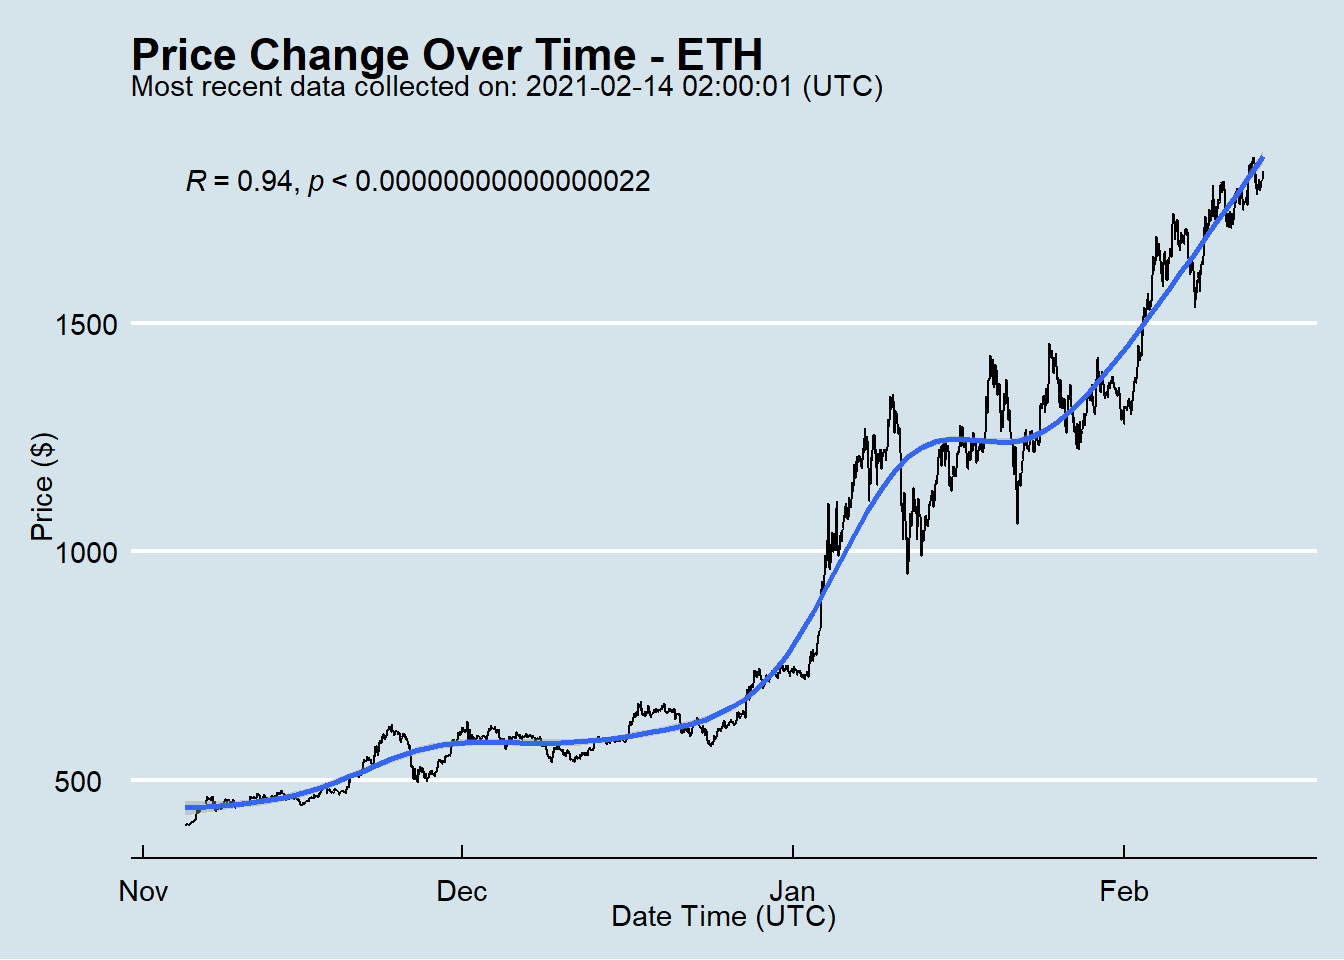 Price Change Over Time - ETH
Most recent data collected on: 2021-02-14 02:00:01 (UTC)
R = 0.94, p < 0.00000000000000022
1500
1000
500
Price ($)
Nov Dec Jan Feb
Date Time (UTC)